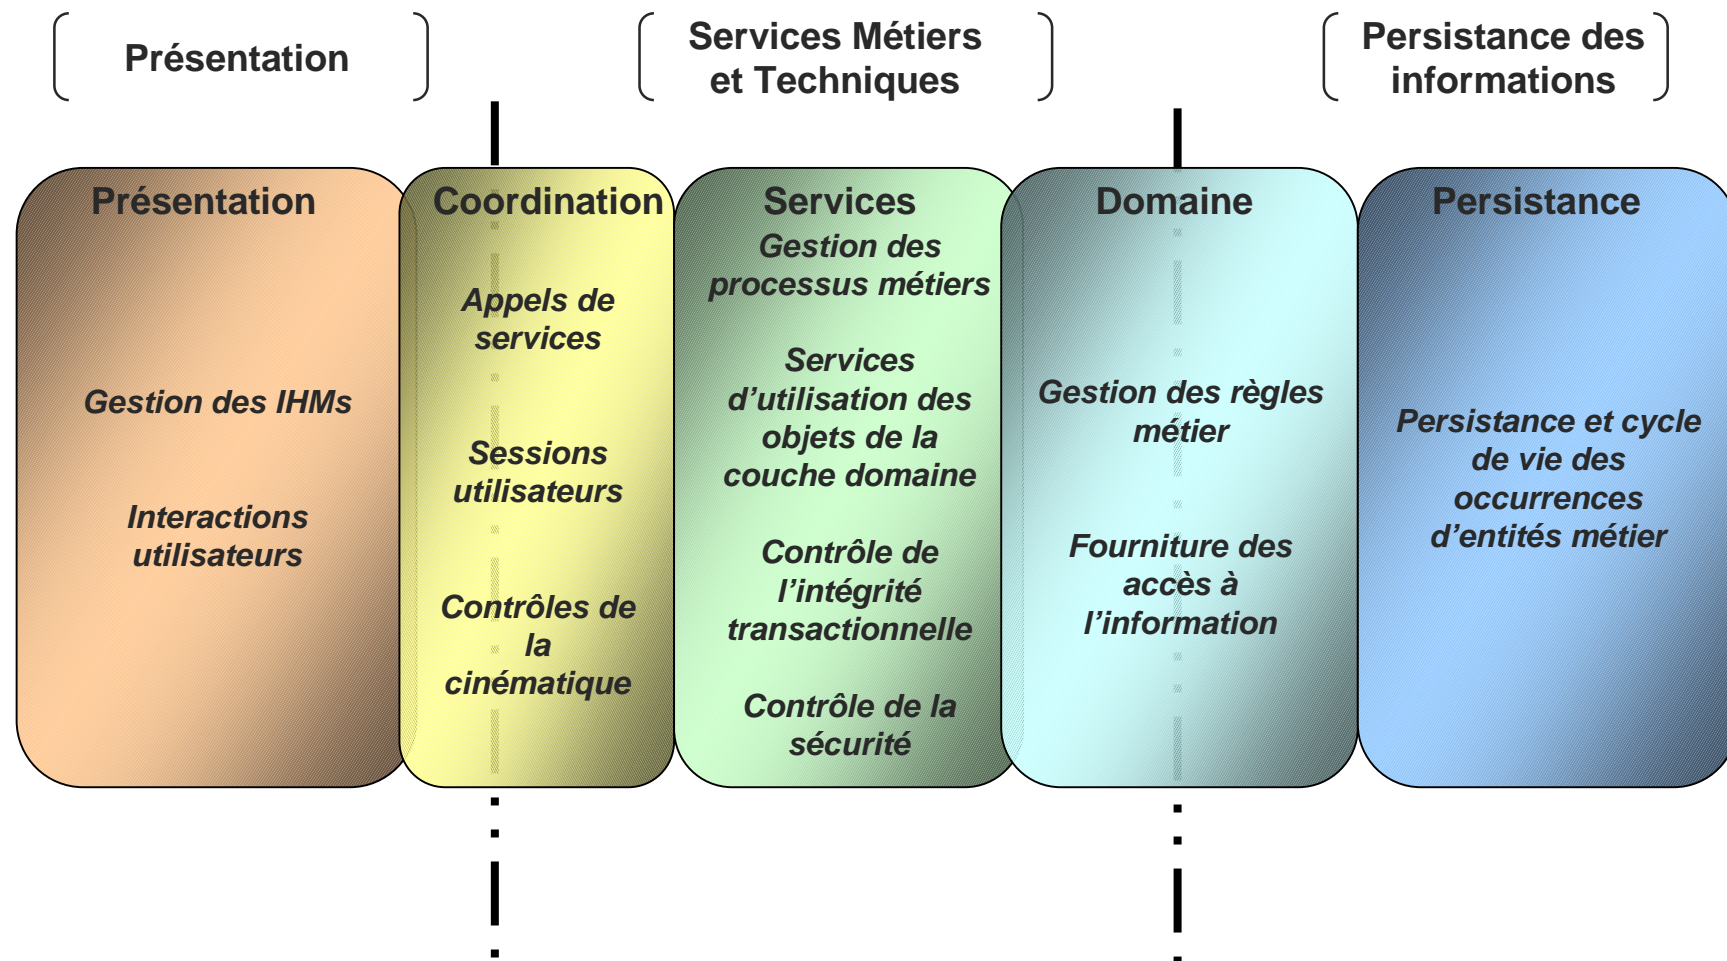 Présentation
Services Métiers
et Techniques
Persistance des
informations
Présentation
Gestion des IHMs
Interactions
utilisateurs
Coordination
Appels de
services
Sessions
utilisateurs
Contrôles de
la
cinématique
Services
Gestion des
processus métiers
Services
d’utilisation des
objets de la
couche domaine
Contrôle de
l’intégrité
transactionnelle
Contrôle de la
sécurité
Domaine
Gestion des règles
métier
Fourniture des
accès à
l’information
Persistance
Persistance et cycle
de vie des
occurrences
d’entités métier